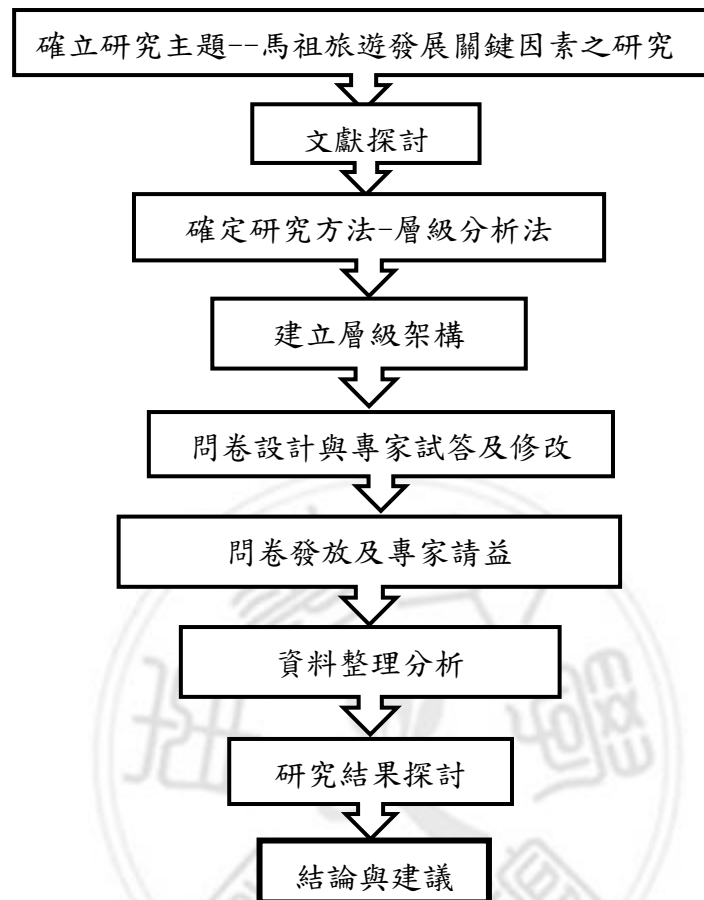 確立研究主題--馬祖旅遊發展關鍵因素之研究
文獻探討
確定研究方法-層級分析法
建立層級架構
問卷設計與專家試答及修改
問卷發放及專家請益
資料整理分析
研究結果探討
結論與建議